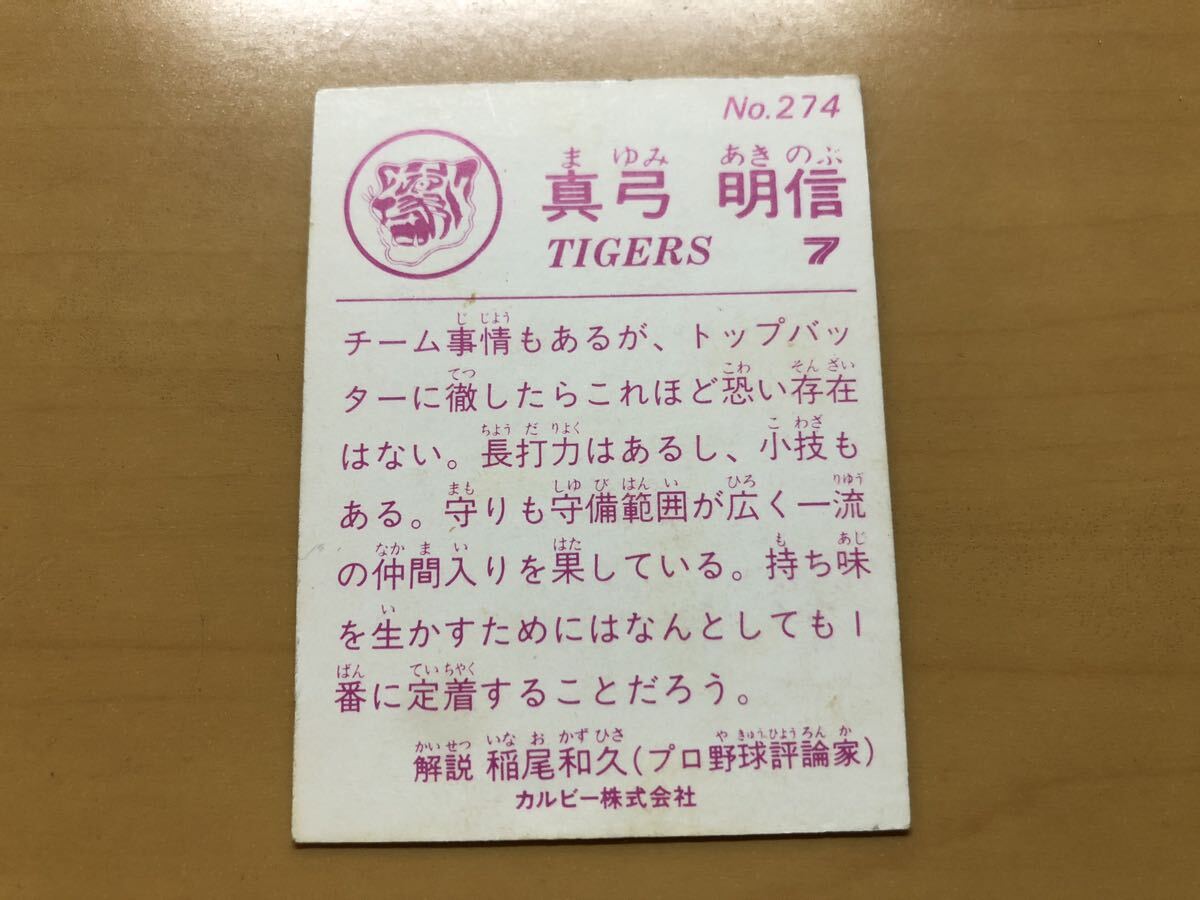 No.274
ま ゆみ あき のぶ
真弓 明信
TIGERS 7
じ じよう
チーム事情もあるが、トップバッ
てつ こわ そん ざい
ターに徹したらこれほど恐い存在
ちよう だ りよく こ わざ
はない。長打力はあるし、小技も
まも しゆ び はん い ひろ りゆう
ある。守りも守備範囲が広く一流
なか ま い はた も あじ
の仲間入りを果している。持ち味
い
を生かすためにはなんとしても1
ばん てい ちやく
番に定着することだろう。
かい せつ いな お かず ひさ や きゆう ひよう ろん か
解説 稲尾和久(プロ野球評論家)
カルビー株式会社